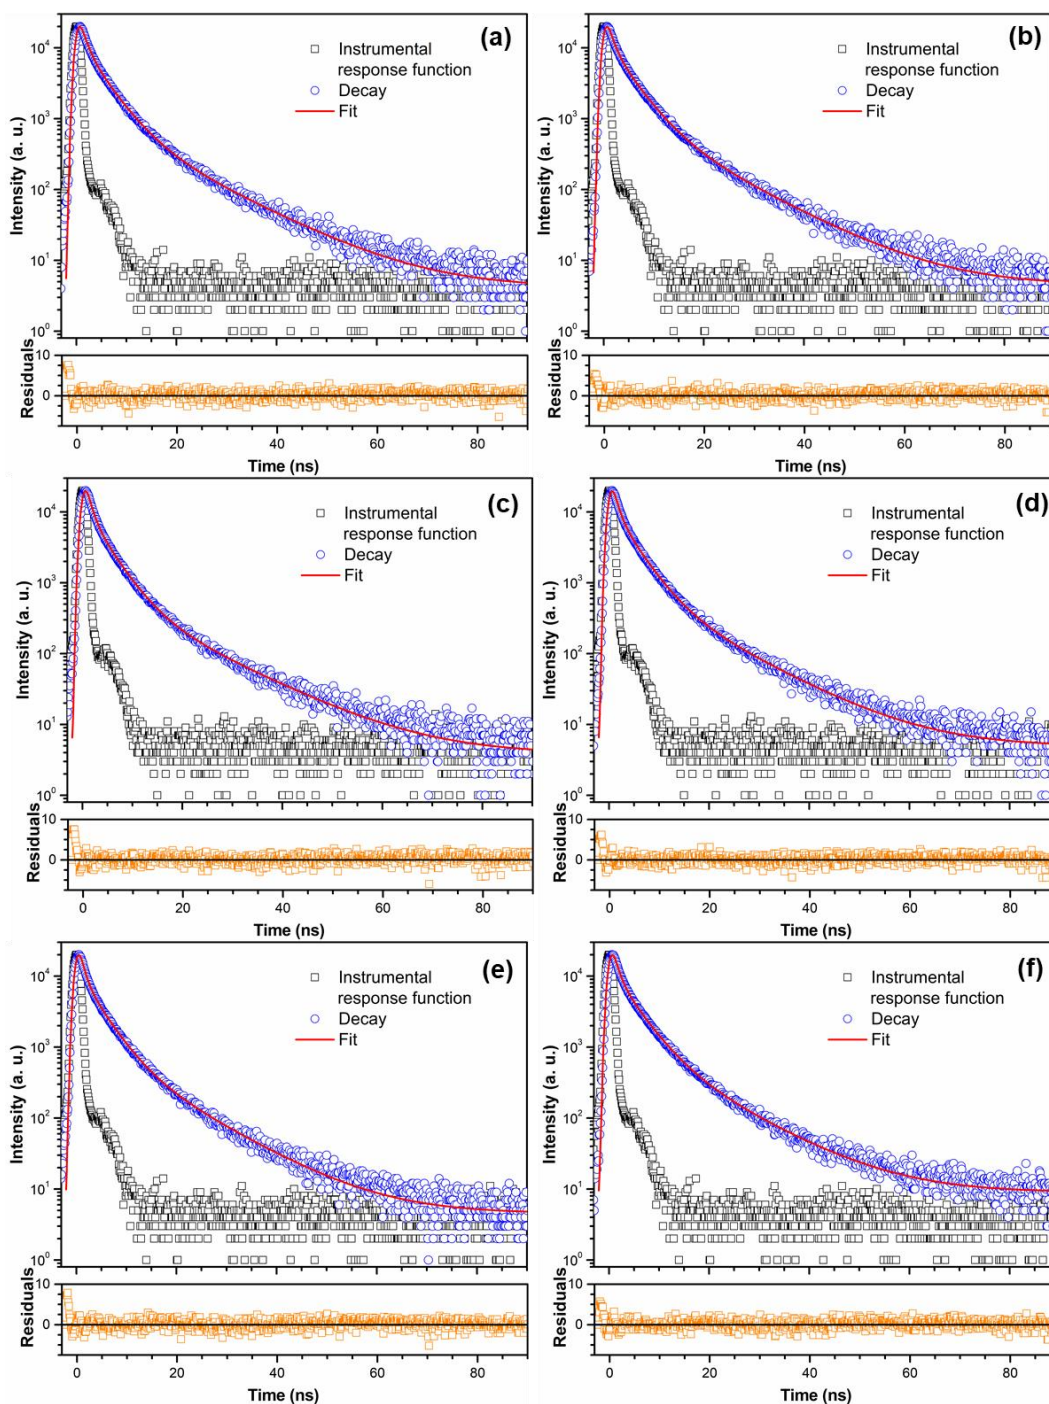 (a)
Instrumental
response function
Decay
Fit
Intensity (a. u.)
10⁴
10³
10²
10¹
10⁰
Residuals
10
0
0 20 40 60 80
Time (ns)
(b)
Instrumental
response function
Decay
Fit
Intensity (a. u.)
10⁴
10³
10²
10¹
10⁰
Residuals
10
0
0 20 40 60 80
Time (ns)
(c)
Instrumental
response function
Decay
Fit
Intensity (a. u.)
10⁴
10³
10²
10¹
10⁰
Residuals
10
0
0 20 40 60 80
Time (ns)
(d)
Instrumental
response function
Decay
Fit
Intensity (a. u.)
10⁴
10³
10²
10¹
10⁰
Residuals
10
0
0 20 40 60 80
Time (ns)
(e)
Instrumental
response function
Decay
Fit
Intensity (a. u.)
10⁴
10³
10²
10¹
10⁰
Residuals
10
0
0 20 40 60 80
Time (ns)
(f)
Instrumental
response function
Decay
Fit
Intensity (a. u.)
10⁴
10³
10²
10¹
10⁰
Residuals
10
0
0 20 40 60 80
Time (ns)